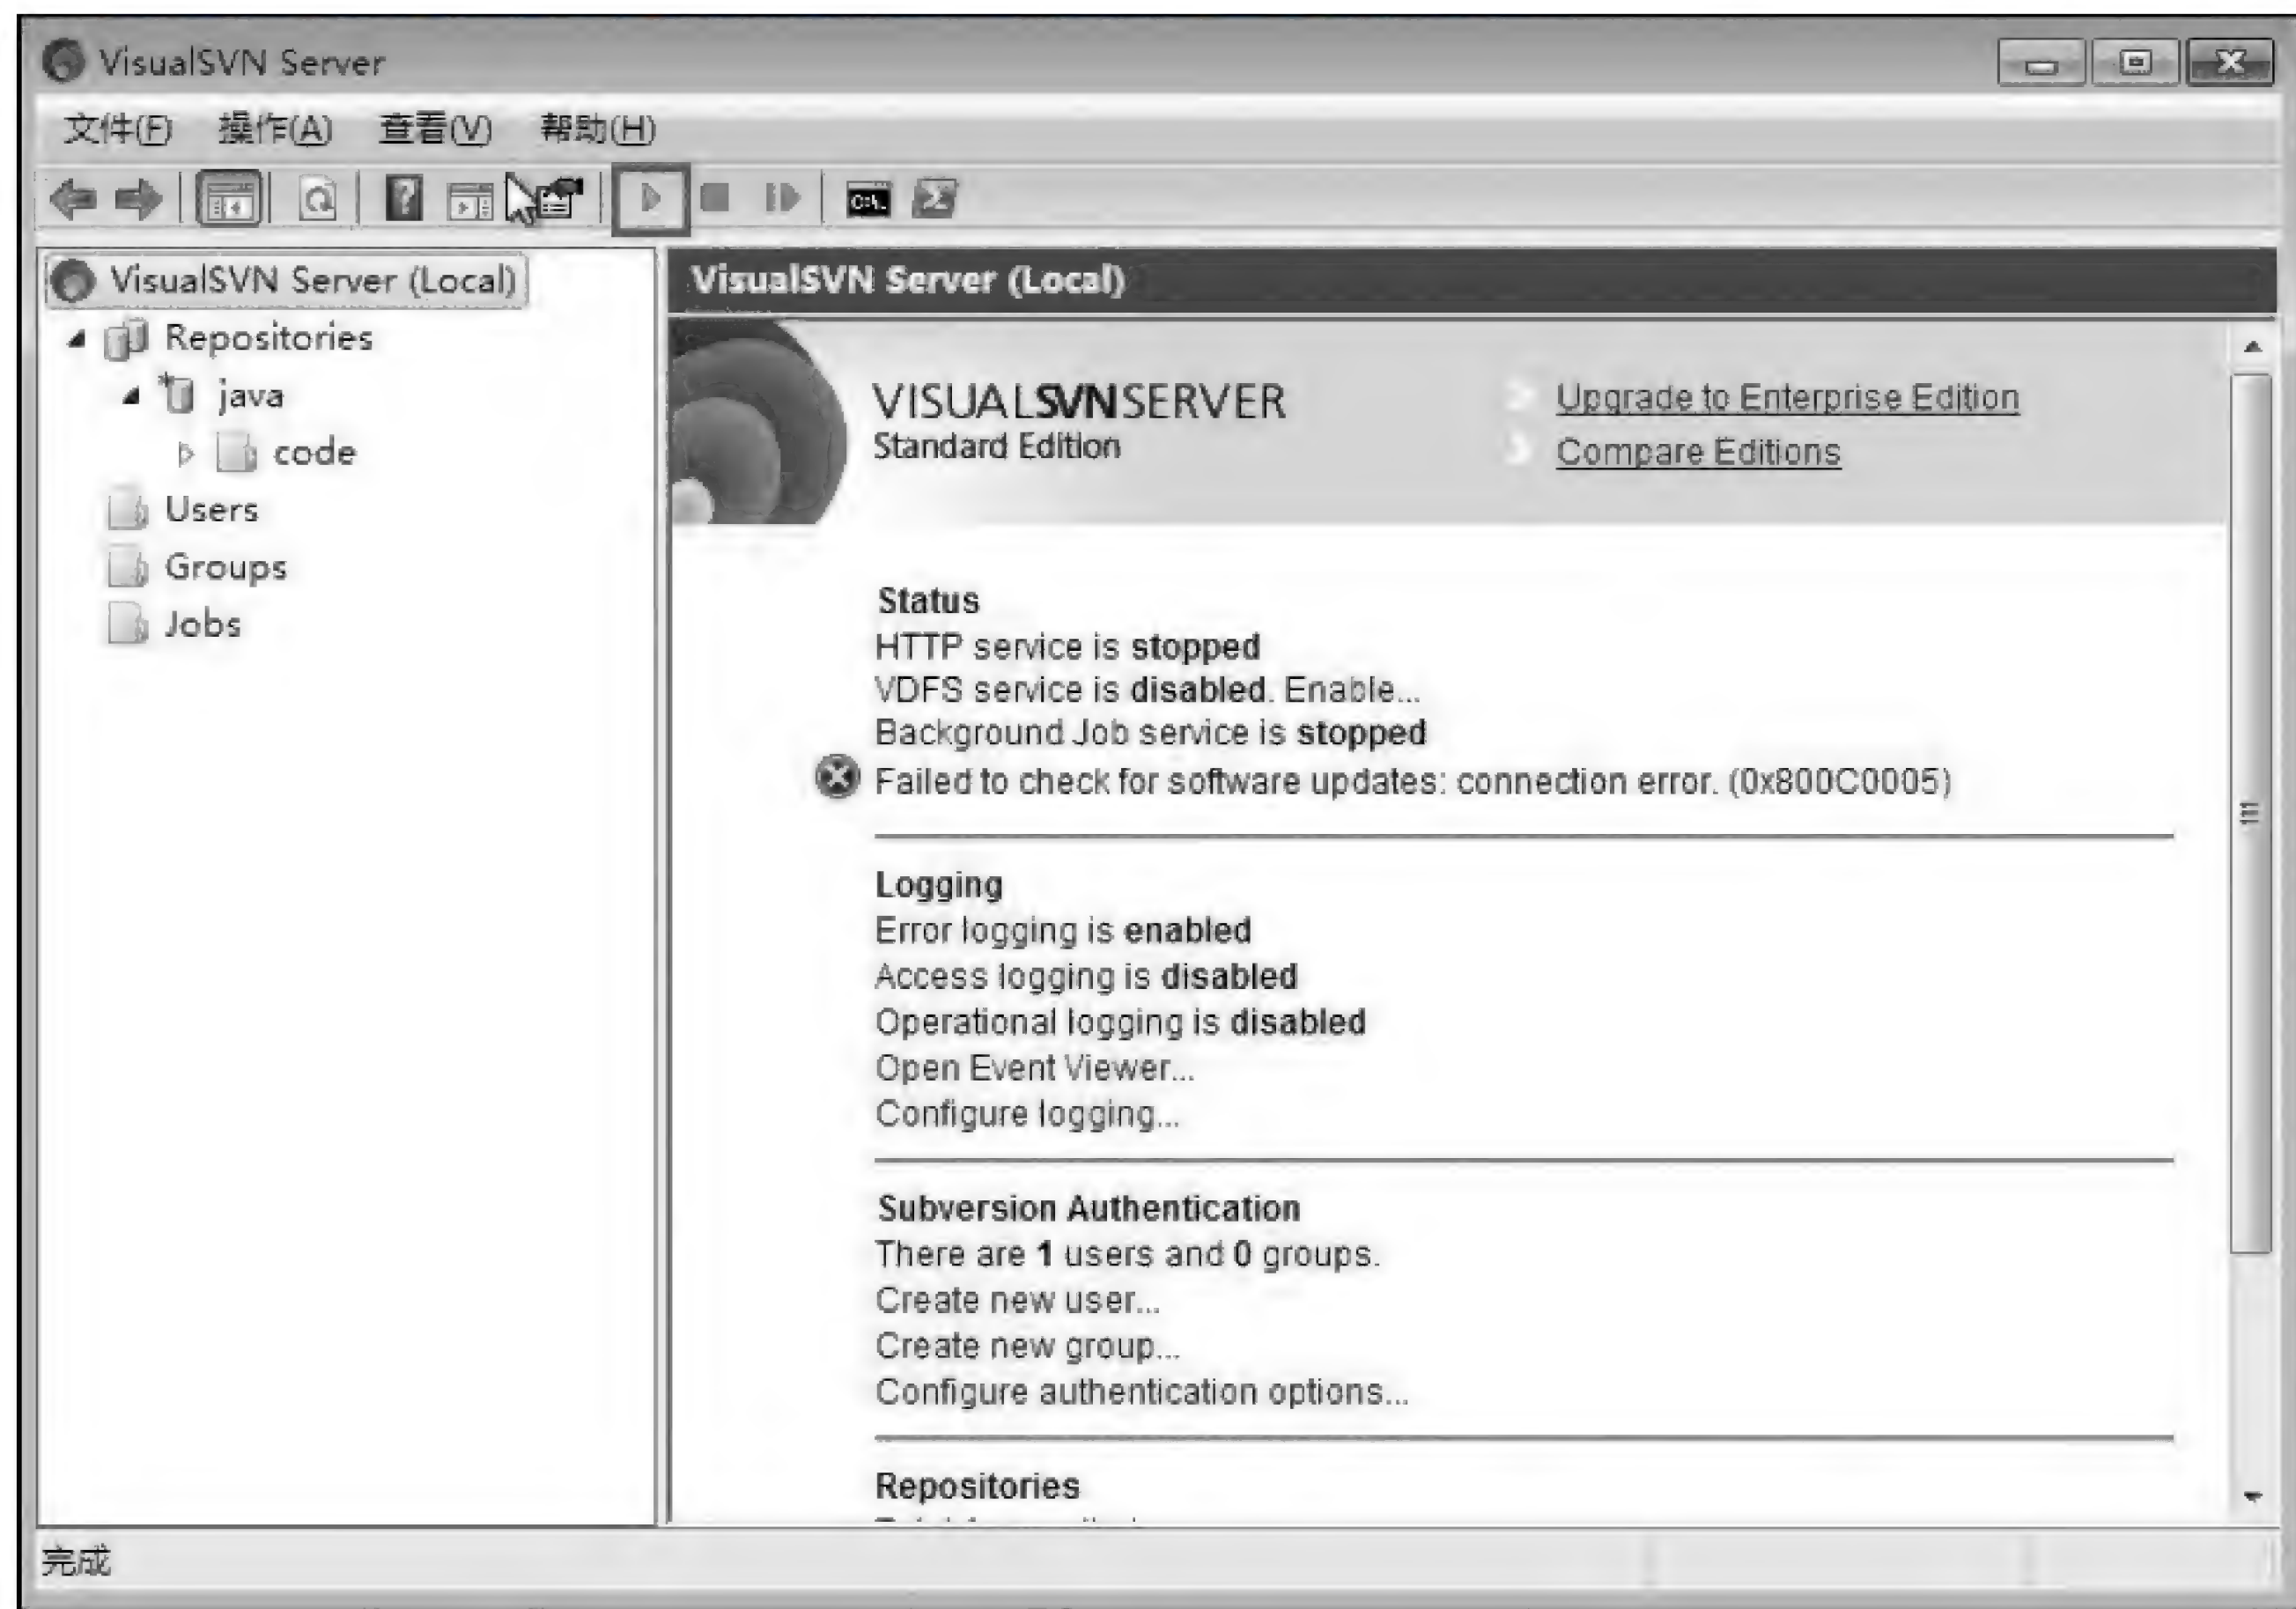 VisualSVN Server
文件(F) 操作(A) 查看(V) 帮助(H)
C:\.
VisualSVN Server (Local)
Repositories
java
code
Users
Groups
Jobs
VisualSVN Server (Local)
VISUALSVNSERVER
Standard Edition
Upgrade to Enterprise Edition
Compare Editions
Status
HTTP service is stopped
VDFS service is disabled. Enable...
Background Job service is stopped
Failed to check for software updates: connection error. (0x800C0005)
Logging
Error logging is enabled
Access logging is disabled
Operational logging is disabled
Open Event Viewer...
Configure logging...
Subversion Authentication
There are 1 users and 0 groups.
Create new user...
Create new group...
Configure authentication options...
Repositories
完成